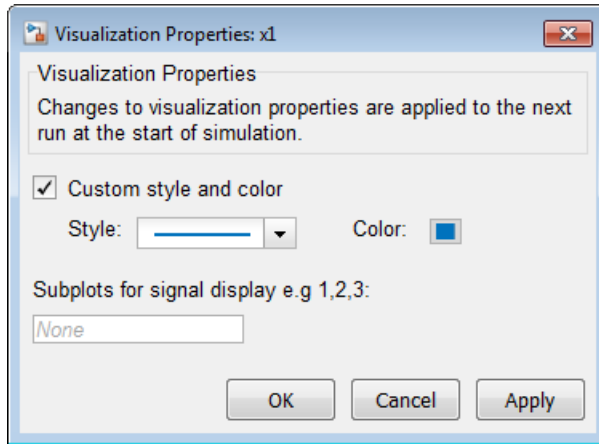 Visualization Properties: x1
Visualization Properties
Changes to visualization properties are applied to the next
run at the start of simulation.
Custom style and color
Style:
Color:
Subplots for signal display e.g 1,2,3:
None
OK
Cancel
Apply